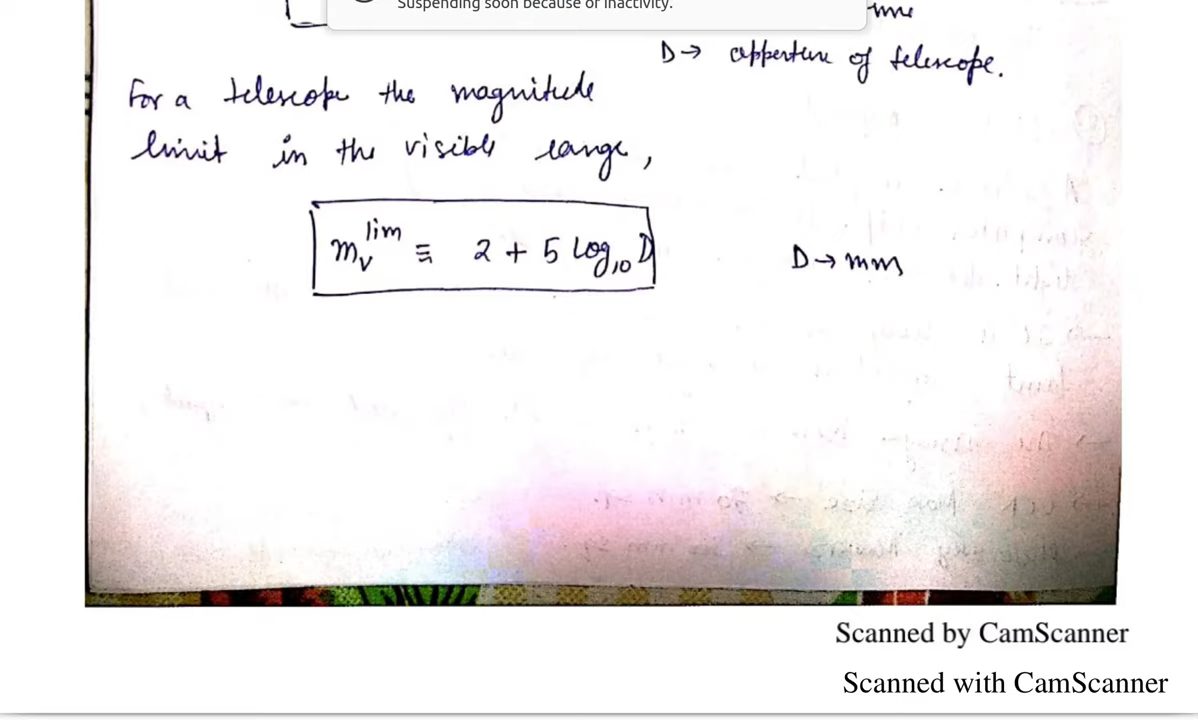 Suspending soon because of inactivity.
D → apperture of telescope.
For a telescope the magnitude
limit in the visible range,
m_v^lim ≡ 2 + 5 log₁₀ D
D → mm
Scanned by CamScanner
Scanned with CamScanner